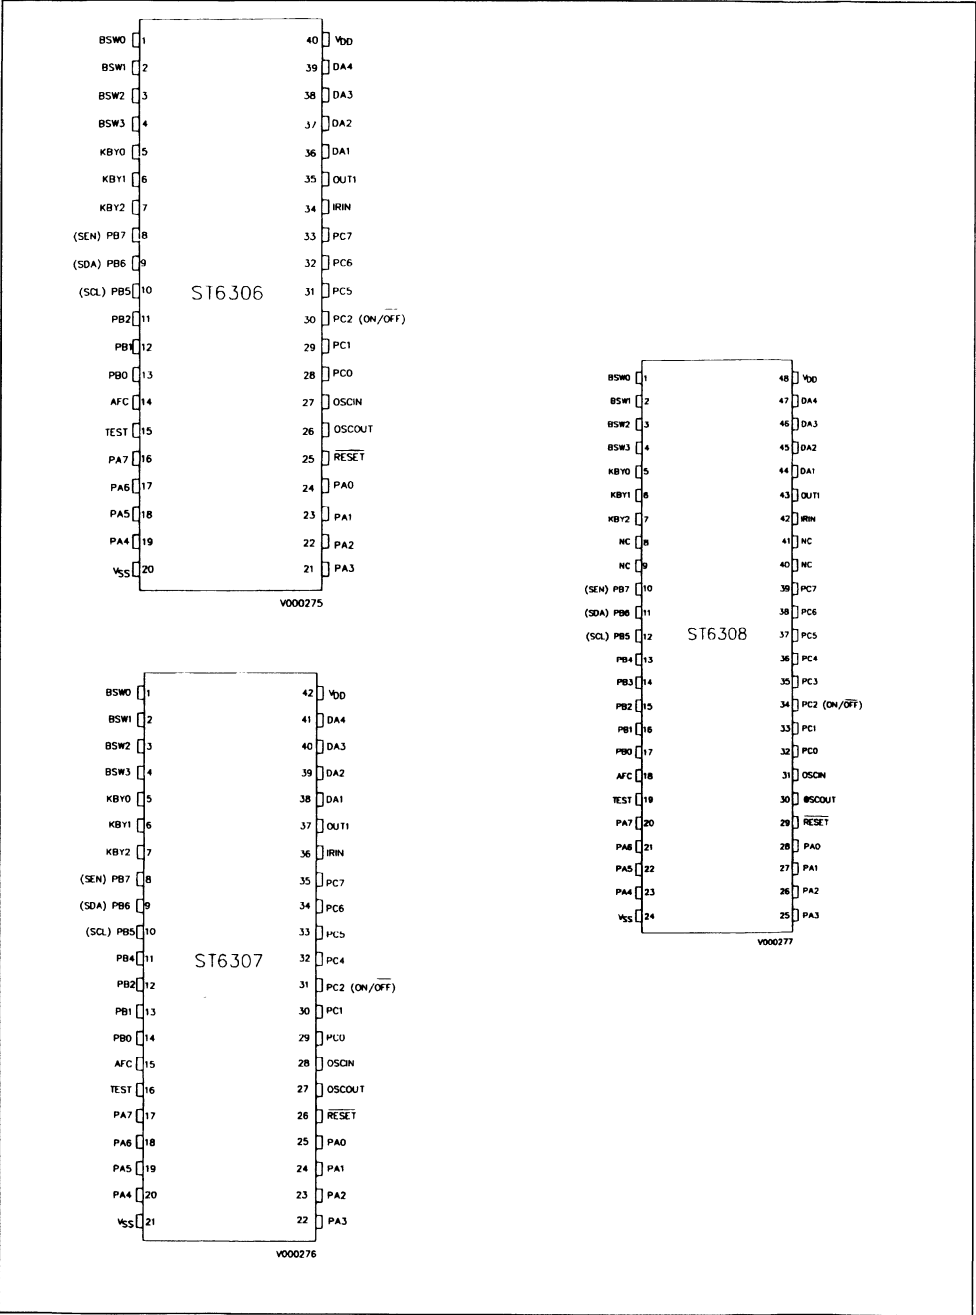 BSW0 1 40 VDD
BSW1 2 39 DA4
BSW2 3 38 DA3
BSW3 4 37 DA2
KBY0 5 36 DA1
KBY1 6 35 OUT1
KBY2 7 34 IRIN
(SEN) PB7 8 33 PC7
(SDA) PB6 9 32 PC6
(SCL) PB5 10 ST6306 31 PC5
PB2 11 30 PC2 (ON/OFF)
PB1 12 29 PC1
PB0 13 28 PC0
AFC 14 27 OSCIN
TEST 15 26 OSCOUT
PA7 16 25 RESET
PA6 17 24 PA0
PA5 18 23 PA1
PA4 19 22 PA2
VSS 20 21 PA3
V000275
BSW0 1 42 VDD
BSW1 2 41 DA4
BSW2 3 40 DA3
BSW3 4 39 DA2
KBY0 5 38 DA1
KBY1 6 37 OUT1
KBY2 7 36 IRIN
(SEN) PB7 8 35 PC7
(SDA) PB6 9 34 PC6
(SCL) PB5 10 33 PC5
PB4 11 ST6307 32 PC4
PB2 12 31 PC2 (ON/OFF)
PB1 13 30 PC1
PB0 14 29 PC0
AFC 15 28 OSCIN
TEST 16 27 OSCOUT
PA7 17 26 RESET
PA6 18 25 PA0
PA5 19 24 PA1
PA4 20 23 PA2
VSS 21 22 PA3
V000276
BSW0 1 48 VDD
BSW1 2 47 DA4
BSW2 3 46 DA3
BSW3 4 45 DA2
KBY0 5 44 DA1
KBY1 6 43 OUT1
KBY2 7 42 IRIN
NC 8 41 NC
NC 9 40 NC
(SEN) PB7 10 39 PC7
(SDA) PB6 11 38 PC6
(SCL) PB5 12 ST6308 37 PC5
PB4 13 36 PC4
PB3 14 35 PC3
PB2 15 34 PC2 (ON/OFF)
PB1 16 33 PC1
PB0 17 32 PC0
AFC 18 31 OSCIN
TEST 19 30 OSCOUT
PA7 20 29 RESET
PA6 21 28 PA0
PA5 22 27 PA1
PA4 23 26 PA2
VSS 24 25 PA3
V000277